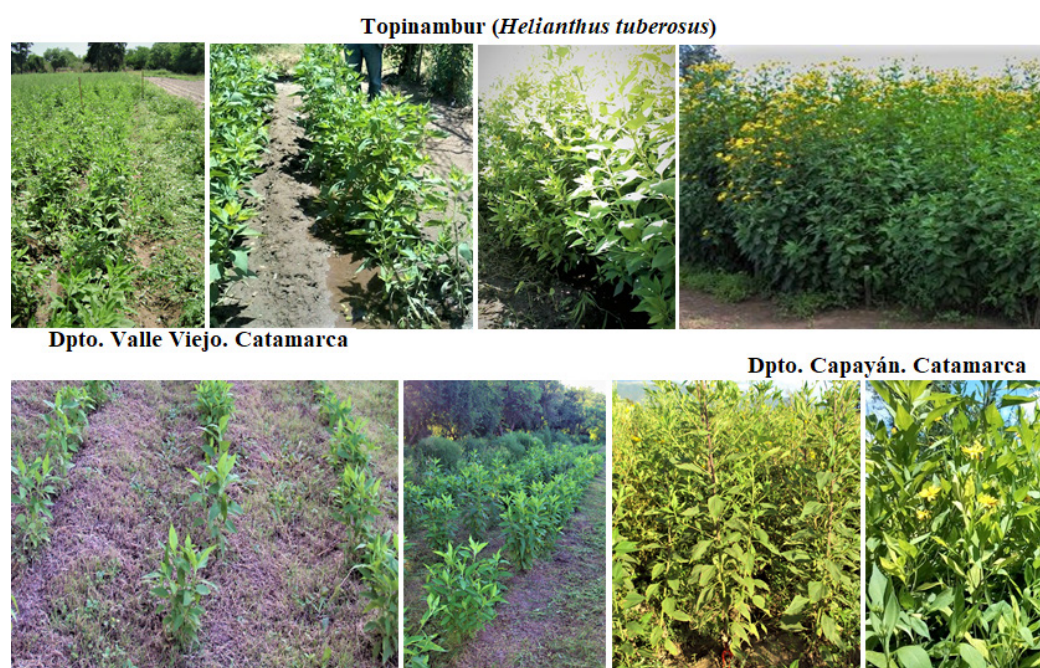 Topinambur (Helianthus tuberosus)
Dpto. Valle Viejo. Catamarca
Dpto. Capayán. Catamarca